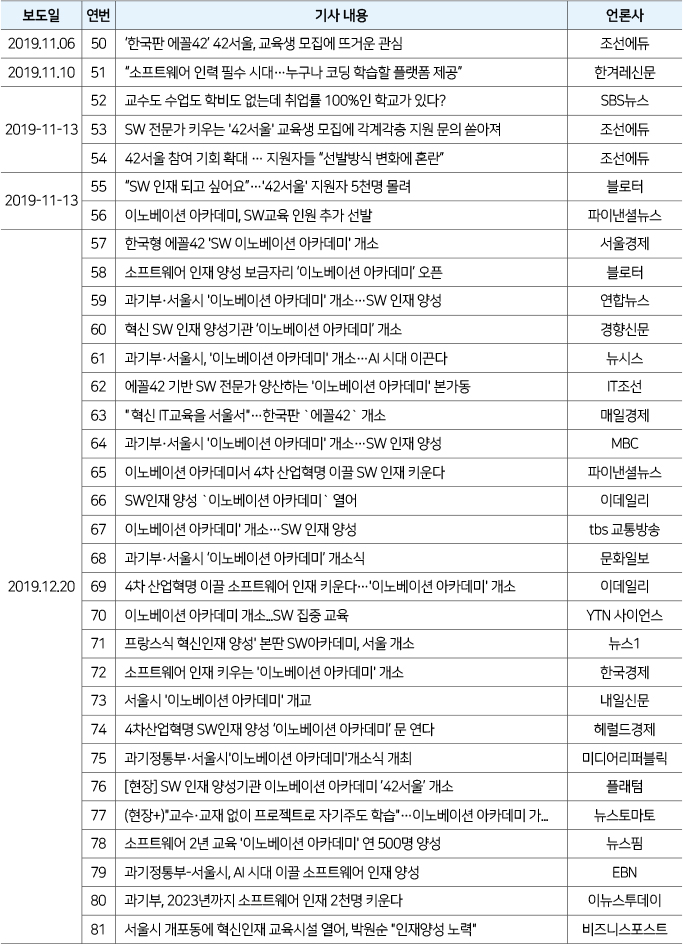 보도일 연번 기사 내용 언론사
2019.11.06 50 ‘한국판 에꼴42’ 42서울, 교육생 모집에 뜨거운 관심 조선에듀
2019.11.10 51 “소프트웨어 인력 필수 시대…누구나 코딩 학습할 플랫폼 제공” 한겨레신문
52 교수도 수업도 학비도 없는데 취업률 100%인 학교가 있다? SBS뉴스
2019-11-13 53 SW 전문가 키우는 '42서울' 교육생 모집에 각계각층 지원 문의 쏟아져 조선에듀
54 42서울 참여 기회 확대 … 지원자들 “선발방식 변화에 혼란” 조선에듀
2019-11-13 55 “SW 인재 되고 싶어요”…'42서울' 지원자 5천명 몰려 블로터
56 이노베이션 아카데미, SW교육 인원 추가 선발 파이낸셜뉴스
57 한국형 에꼴42 'SW 이노베이션 아카데미' 개소 서울경제
58 소프트웨어 인재 양성 보금자리 ‘이노베이션 아카데미’ 오픈 블로터
59 과기부·서울시 '이노베이션 아카데미' 개소…SW 인재 양성 연합뉴스
60 혁신 SW 인재 양성기관 ‘이노베이션 아카데미’ 개소 경향신문
61 과기부·서울시, '이노베이션 아카데미' 개소…AI 시대 이끈다 뉴시스
62 에꼴42 기반 SW 전문가 양산하는 '이노베이션 아카데미' 본가동 IT조선
63 " 혁신 IT교육을 서울서"…한국판 `에꼴42` 개소 매일경제
64 과기부·서울시 '이노베이션 아카데미' 개소…SW 인재 양성 MBC
65 이노베이션 아카데미서 4차 산업혁명 이끌 SW 인재 키운다 파이낸셜뉴스
66 SW인재 양성 `이노베이션 아카데미` 열어 이데일리
67 이노베이션 아카데미' 개소…SW 인재 양성 tbs 교통방송
68 과기부·서울시 ‘이노베이션 아카데미’ 개소식 문화일보
2019.12.20 69 4차 산업혁명 이끌 소프트웨어 인재 키운다…'이노베이션 아카데미' 개소 이데일리
70 이노베이션 아카데미 개소...SW 집중 교육 YTN 사이언스
71 프랑스식 혁신인재 양성' 본딴 SW아카데미, 서울 개소 뉴스1
72 소프트웨어 인재 키우는 '이노베이션 아카데미' 개소 한국경제
73 서울시 '이노베이션 아카데미' 개교 내일신문
74 4차산업혁명 SW인재 양성 ‘이노베이션 아카데미’ 문 연다 헤럴드경제
75 과기정통부·서울시'이노베이션 아카데미'개소식 개최 미디어리퍼블릭
76 [현장] SW 인재 양성기관 이노베이션 아카데미 ‘42서울’ 개소 플래텀
77 (현장+)"교수·교재 없이 프로젝트로 자기주도 학습"…이노베이션 아카데미 가... 뉴스토마토
78 소프트웨어 2년 교육 '이노베이션 아카데미' 연 500명 양성 뉴스핌
79 과기정통부-서울시, AI 시대 이끌 소프트웨어 인재 양성 EBN
80 과기부, 2023년까지 소프트웨어 인재 2천명 키운다 이뉴스투데이
81 서울시 개포동에 혁신인재 교육시설 열어, 박원순 "인재양성 노력" 비즈니스포스트